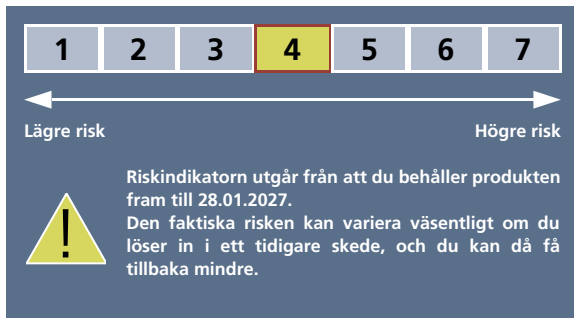 1 2 3 4 5 6 7
Lägre risk Högre risk
Riskindikatorn utgår från att du behåller produkten
fram till 28.01.2027.
Den faktiska risken kan variera väsentligt om du
löser in i ett tidigare skede, och du kan då få
tillbaka mindre.
!